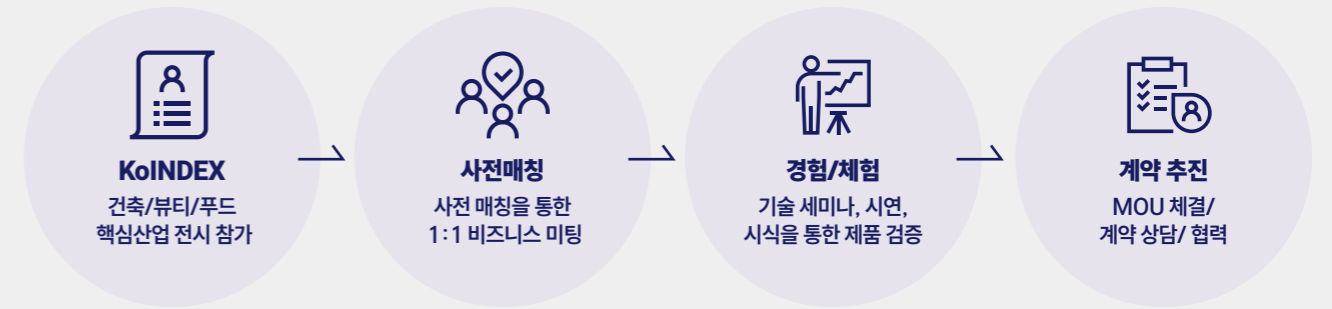 KoINDEX
건축/뷰티/푸드
핵심산업 전시 참가
사전매칭
사전 매칭을 통한
1:1 비즈니스 미팅
경험/체험
기술 세미나, 시연,
시식을 통한 제품 검증
계약 추진
MOU 체결/
계약 상담/ 협력